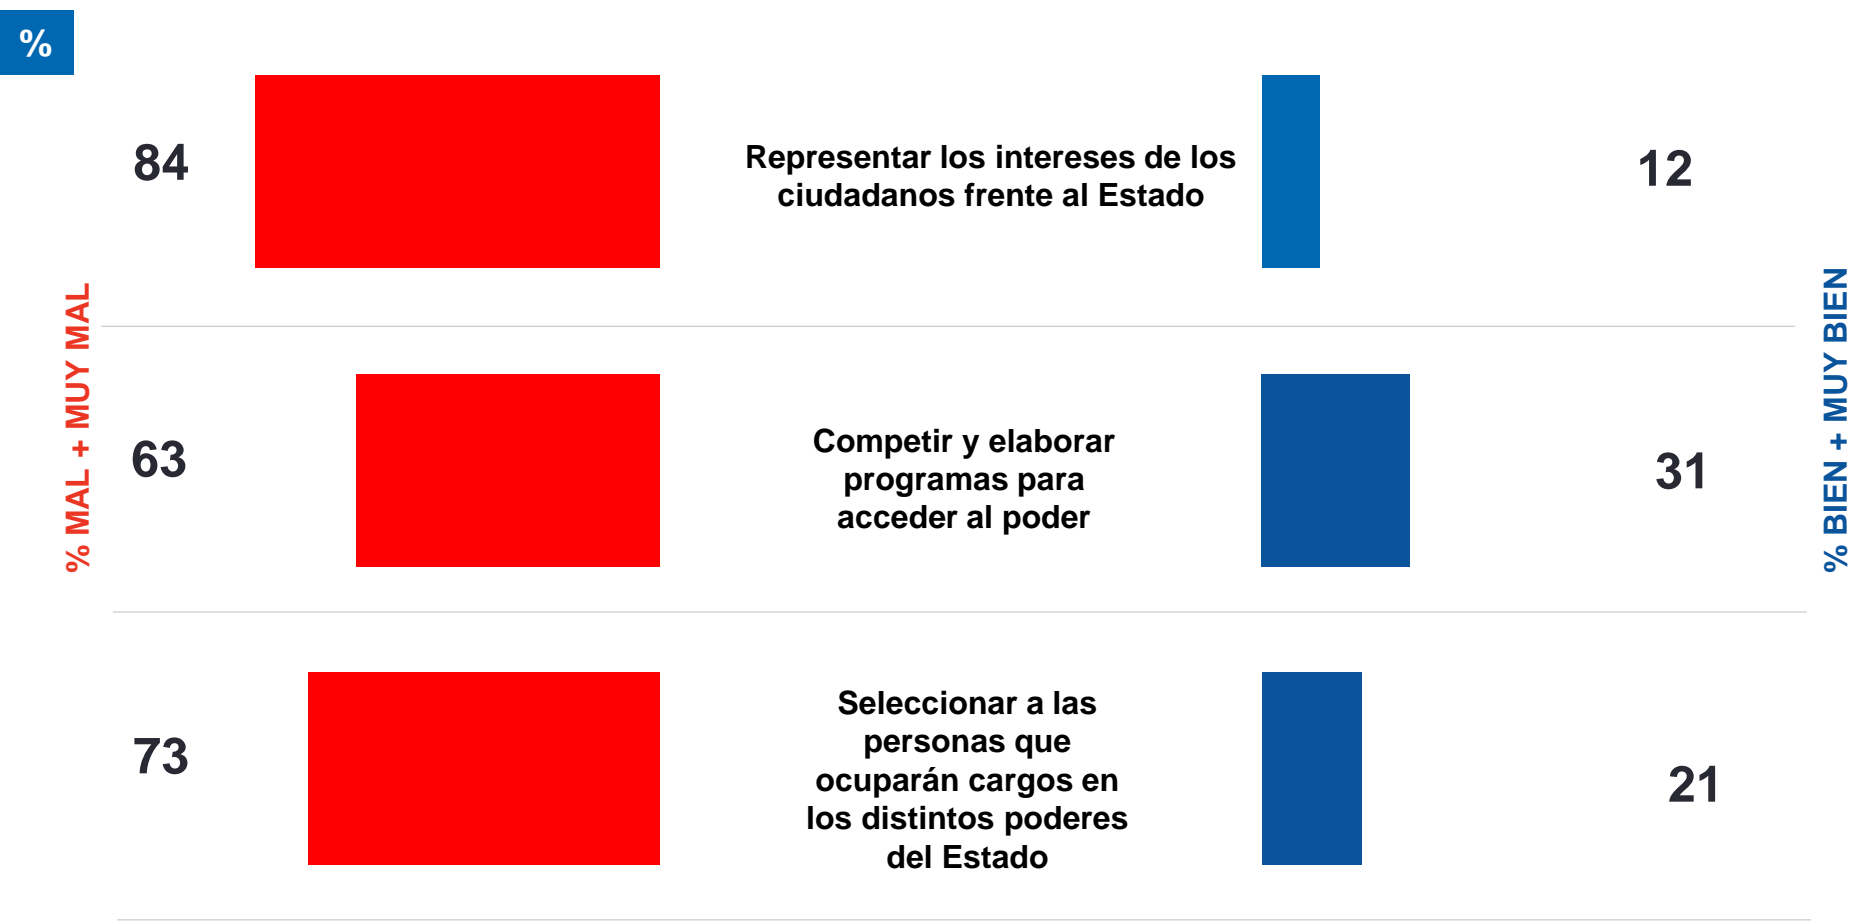 %
84
Representar los intereses de los
ciudadanos frente al Estado
12
% MAL + MUY MAL
% BIEN + MUY BIEN
63
Competir y elaborar
programas para
acceder al poder
31
73
Seleccionar a las
personas que
ocuparán cargos en
los distintos poderes
del Estado
21